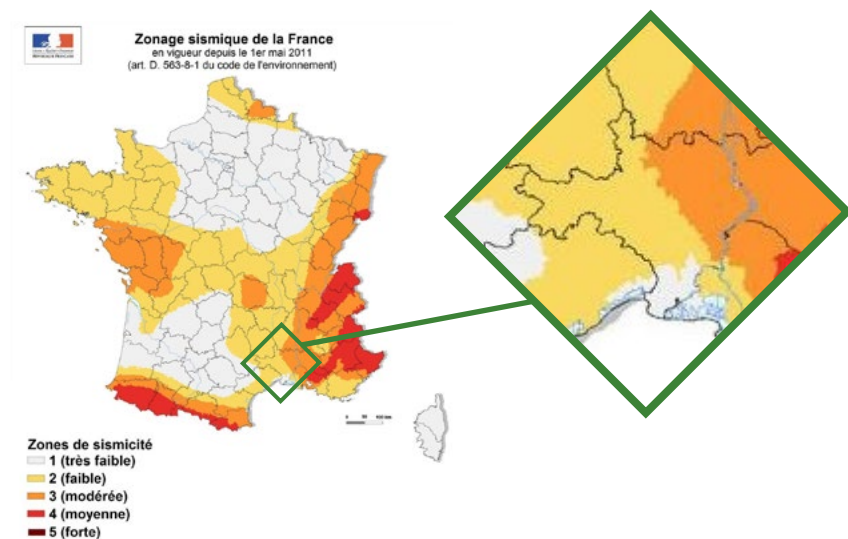 Zonage sismique de la France
en vigueur depuis le 1er mai 2011
(art. D. 563-8-1 du code de l'environnement)
Zones de sismicité
1 (très faible)
2 (faible)
3 (modérée)
4 (moyenne)
5 (forte)